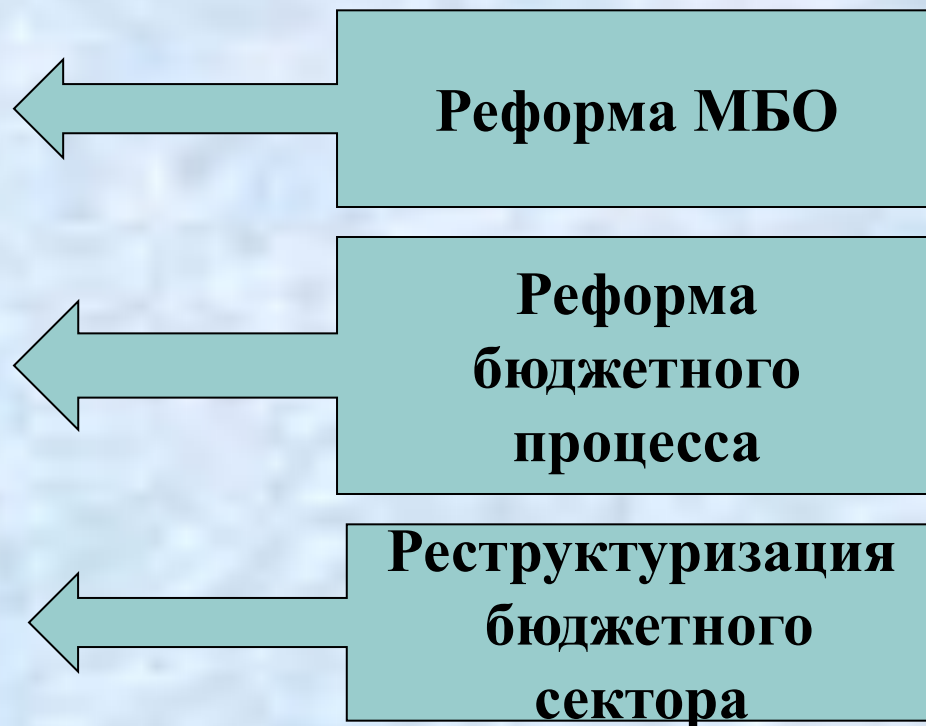 Реформа МБО
Реформа
бюджетного
процесса
Реструктуризация
бюджетного
сектора